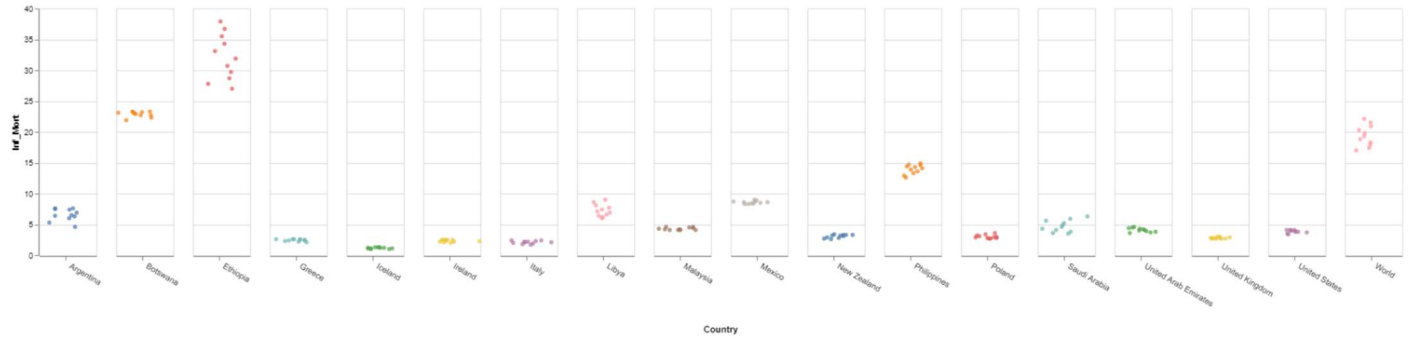 40
35
30
25
20
15
10
5
0
Inf_Mort
Argentina
Botswana
Ethiopia
Greece
Iceland
Ireland
Italy
Libya
Malaysia
Mexico
New Zealand
Philippines
Poland
Saudi Arabia
United Arab Emirates
United Kingdom
United States
World
Country